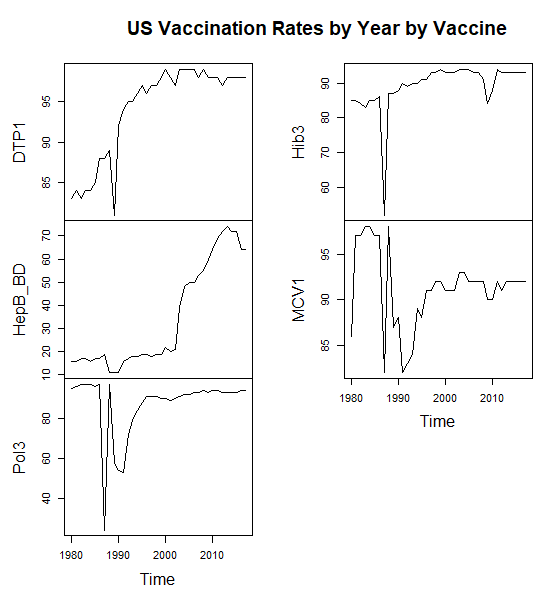 US Vaccination Rates by Year by Vaccine
DTP1
95
90
85
HepB_BD
70
60
50
40
30
20
10
Pol3
80
60
40
1980 1990 2000 2010
Time
Hib3
90
80
70
60
MCV1
95
90
85
1980 1990 2000 2010
Time